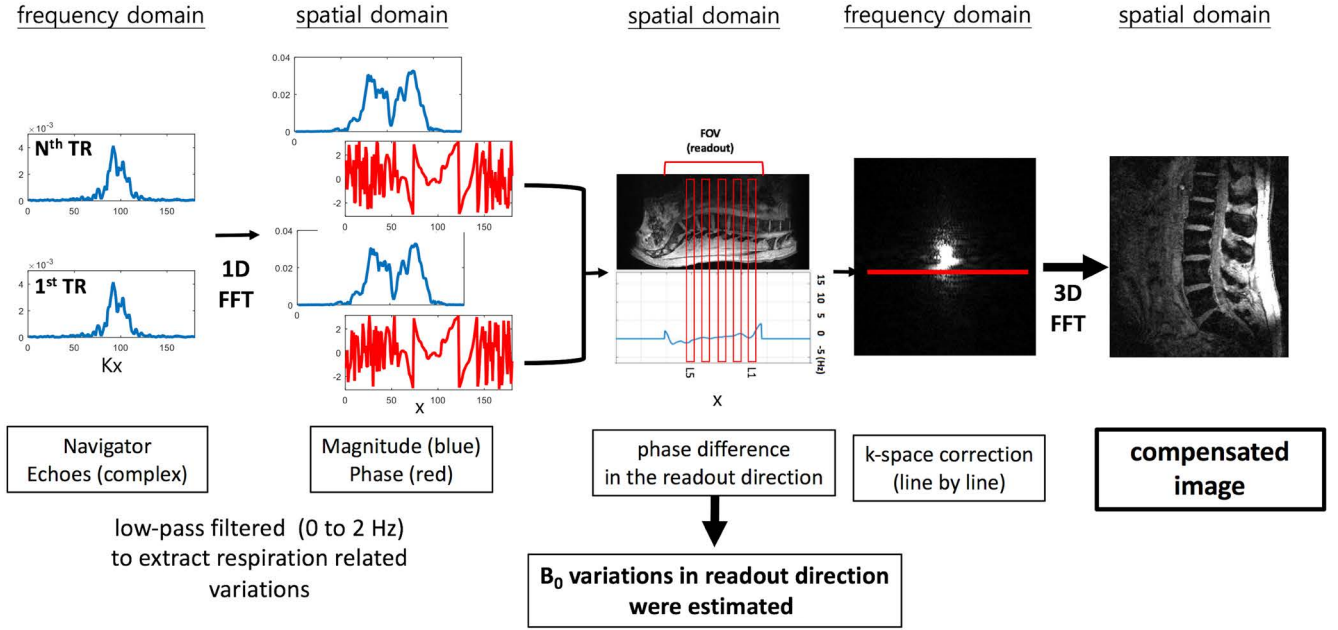 frequency domain
spatial domain
spatial domain
frequency domain
spatial domain
0.04
0.02
0
0
× 10⁻³
Nth TR
4
2
0
0 50 100 150
2
0
-2
1D
FFT
0.04
0.02
0
0
× 10⁻³
1st TR
4
2
0
0 50 100 150
Kx
2
0
-2
0 50 100 150
x
FOV
(readout)
15
10
5
0
-5 (Hz)
L5
L1
x
3D
FFT
Navigator
Echoes (complex)
Magnitude (blue)
Phase (red)
phase difference
in the readout direction
k-space correction
(line by line)
compensated
image
low-pass filtered (0 to 2 Hz)
to extract respiration related
variations
B₀ variations in readout direction
were estimated